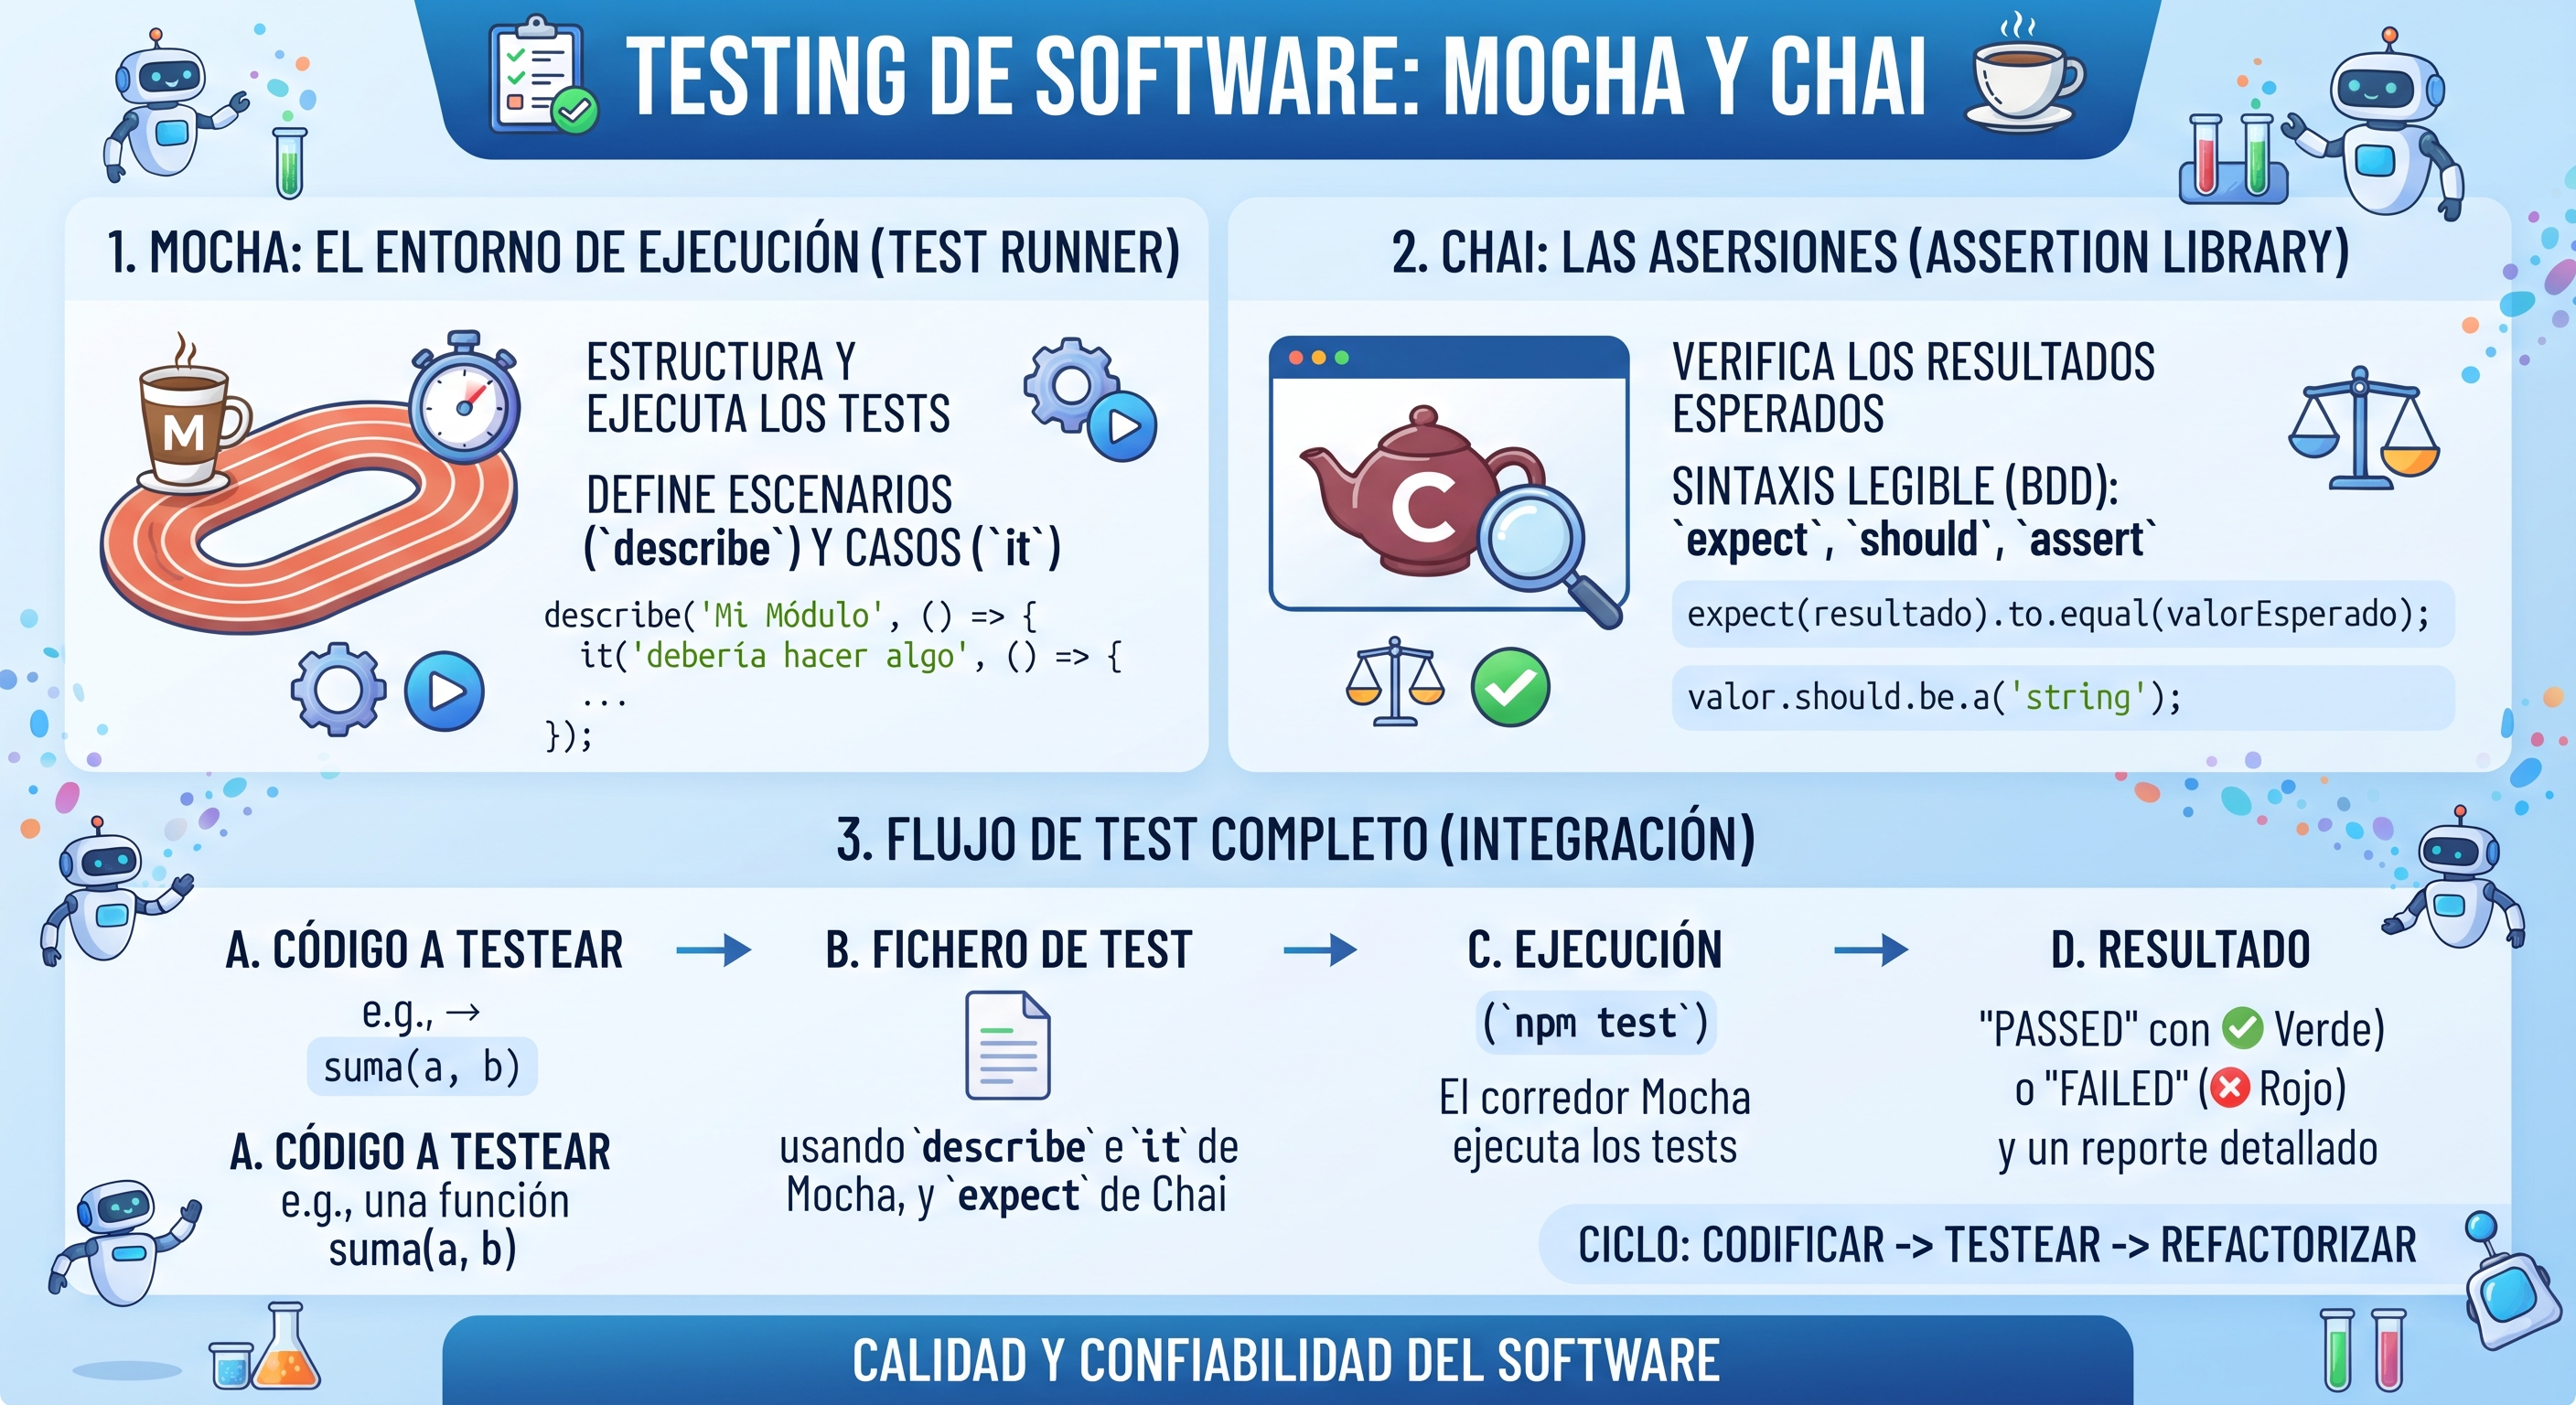 TESTING DE SOFTWARE: MOCHA Y CHAI
1. MOCHA: EL ENTORNO DE EJECUCIÓN (TEST RUNNER)
M
ESTRUCTURA Y
EJECUTA LOS TESTS
DEFINE ESCENARIOS
(`describe`) Y CASOS (`it`)
describe('Mi Módulo', () => {
  it('debería hacer algo', () => {
  ...
});
2. CHAI: LAS ASERSIONES (ASSERTION LIBRARY)
C
VERIFICA LOS RESULTADOS
ESPERADOS
SINTAXIS LEGIBLE (BDD):
`expect`, `should`, `assert`
expect(resultado).to.equal(valorEsperado);
valor.should.be.a('string');
3. FLUJO DE TEST COMPLETO (INTEGRACIÓN)
A. CÓDIGO A TESTEAR
e.g., →
suma(a, b)
A. CÓDIGO A TESTEAR
e.g., una función
suma(a, b)
B. FICHERO DE TEST
usando `describe` e `it` de
Mocha, y `expect` de Chai
C. EJECUCIÓN
(`npm test`)
El corredor Mocha
ejecuta los tests
D. RESULTADO
"PASSED" con ✅ Verde)
o "FAILED" (❌ Rojo)
y un reporte detallado
CICLO: CODIFICAR -> TESTEAR -> REFACTORIZAR
CALIDAD Y CONFIABILIDAD DEL SOFTWARE